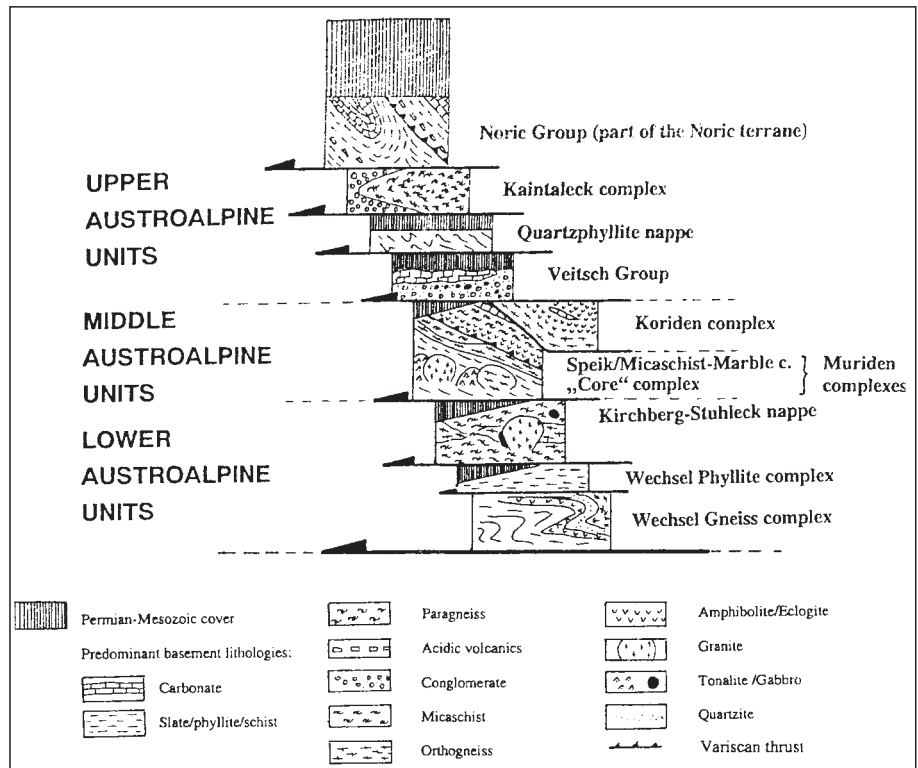 Noric Group (part of the Noric terrane)
UPPER
AUSTROALPINE
UNITS
Kaintaleck complex
Quartzphyllite nappe
Veitsch Group
MIDDLE
AUSTROALPINE
UNITS
Koriden complex
Speik/Micaschist-Marble c.
„Core“ complex
} Muriden
complexes
LOWER
AUSTROALPINE
UNITS
Kirchberg-Stuhleck nappe
Wechsel Phyllite complex
Wechsel Gneiss complex
Permian-Mesozoic cover
Predominant basement lithologies:
Carbonate
Slate/phyllite/schist
Paragneiss
Acidic volcanics
Conglomerate
Micaschist
Orthogneiss
Amphibolite/Eclogite
Granite
Tonalite /Gabbro
Quartzite
Variscan thrust